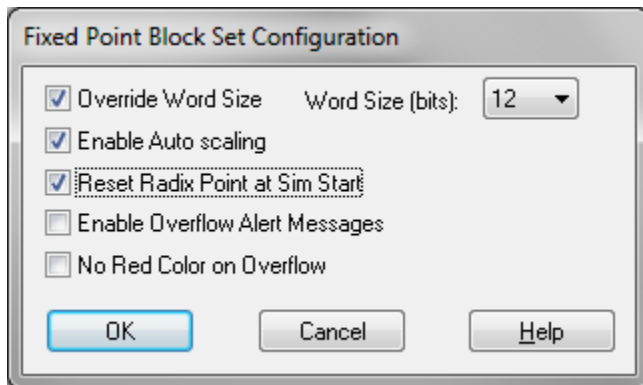 Fixed Point Block Set Configuration
Override Word Size Word Size (bits): 12
Enable Auto scaling
Reset Radix Point at Sim Start
Enable Overflow Alert Messages
No Red Color on Overflow
OK Cancel Help